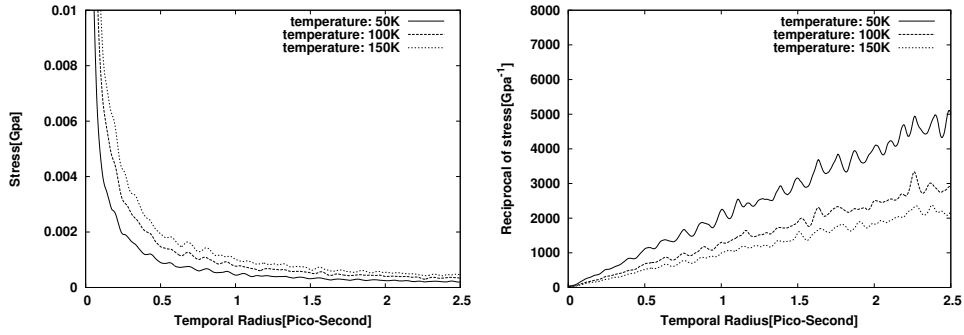 temperature: 50K
temperature: 100K
temperature: 150K
0.01
0.008
0.006
0.004
0.002
0
Stress[Gpa]
0
0.5
1
1.5
2
2.5
Temporal Radius[Pico-Second]
temperature: 50K
temperature: 100K
temperature: 150K
8000
7000
6000
5000
4000
3000
2000
1000
0
Reciprocal of stress[Gpa-1]
0
0.5
1
1.5
2
2.5
Temporal Radius[Pico-Second]